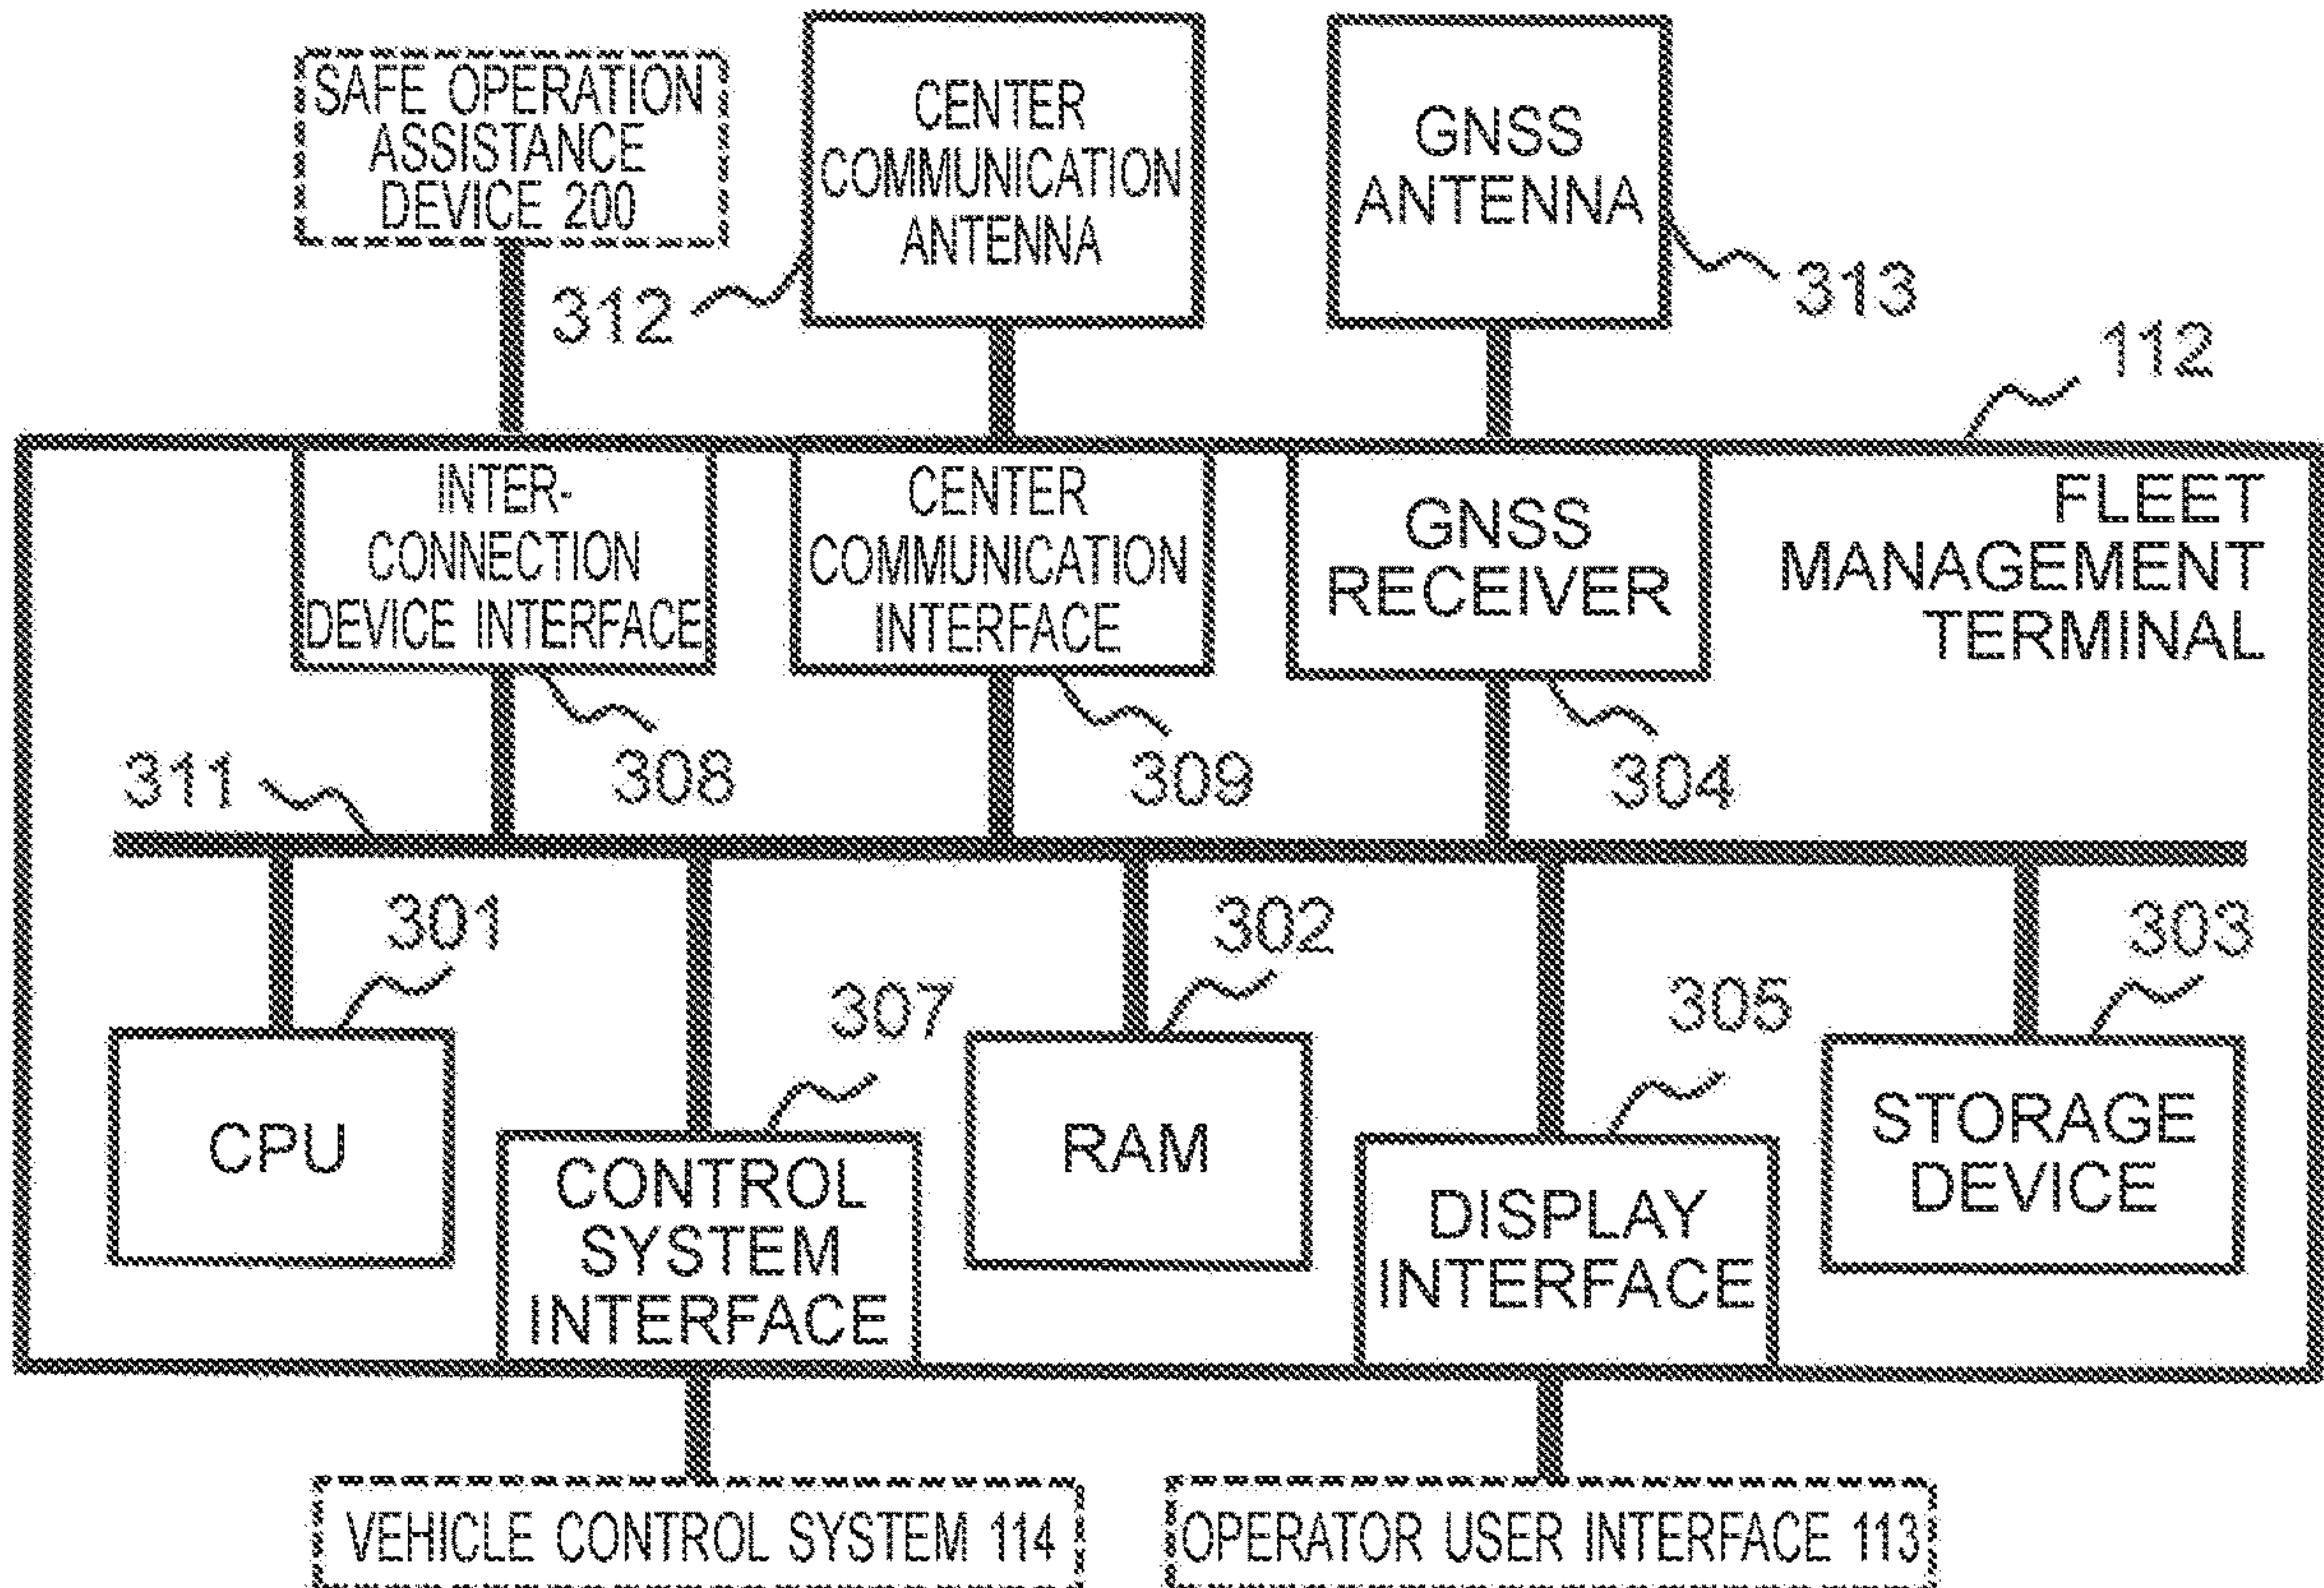 SAFE OPERATION
ASSISTANCE
DEVICE 200
CENTER
COMMUNICATION
ANTENNA
GNSS
ANTENNA
312
313
112
INTER-
CONNECTION
DEVICE INTERFACE
CENTER
COMMUNICATION
INTERFACE
GNSS
RECEIVER
FLEET
MANAGEMENT
TERMINAL
308
309
304
311
301
302
303
307
305
CPU
CONTROL
SYSTEM
INTERFACE
RAM
DISPLAY
INTERFACE
STORAGE
DEVICE
VEHICLE CONTROL SYSTEM 114
OPERATOR USER INTERFACE 113